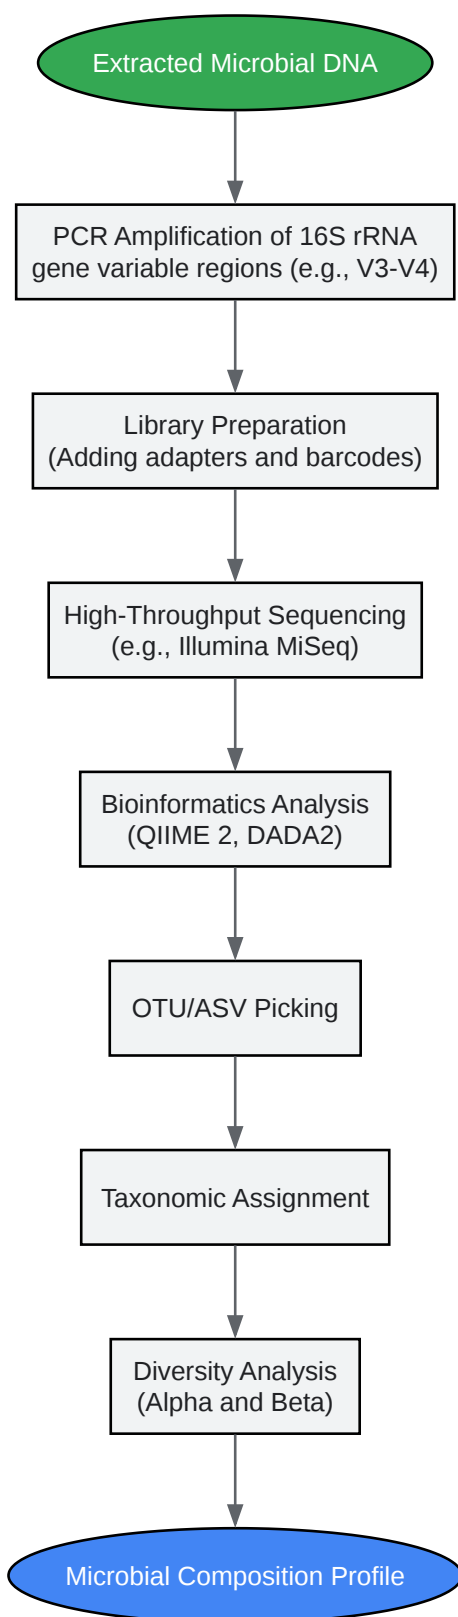 Extracted Microbial DNA
PCR Amplification of 16S rRNA
gene variable regions (e.g., V3-V4)
Library Preparation
(Adding adapters and barcodes)
High-Throughput Sequencing
(e.g., Illumina MiSeq)
Bioinformatics Analysis
(QIIME 2, DADA2)
OTU/ASV Picking
Taxonomic Assignment
Diversity Analysis
(Alpha and Beta)
Microbial Composition Profile